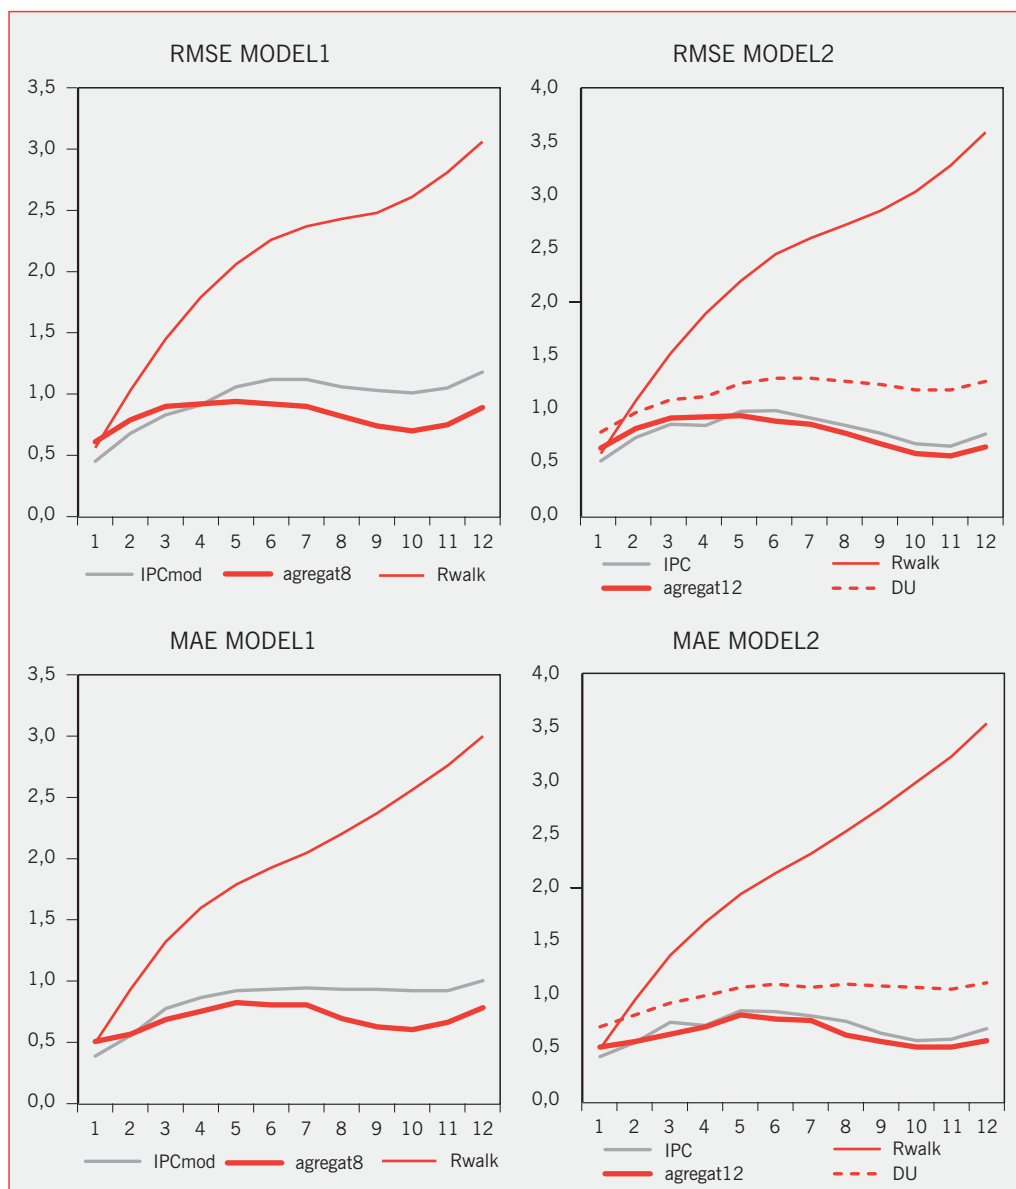 RMSE MODEL1
3,5
3,0
2,5
2,0
1,5
1,0
0,5
0,0
1 2 3 4 5 6 7 8 9 10 11 12
IPCmod agregat8 Rwalk
RMSE MODEL2
4,0
3,5
3,0
2,5
2,0
1,5
1,0
0,5
0,0
1 2 3 4 5 6 7 8 9 10 11 12
IPC Rwalk
agregat12 DU
MAE MODEL1
3,5
3,0
2,5
2,0
1,5
1,0
0,5
0,0
1 2 3 4 5 6 7 8 9 10 11 12
IPCmod agregat8 Rwalk
MAE MODEL2
4,0
3,5
3,0
2,5
2,0
1,5
1,0
0,5
0,0
1 2 3 4 5 6 7 8 9 10 11 12
IPC Rwalk
agregat12 DU